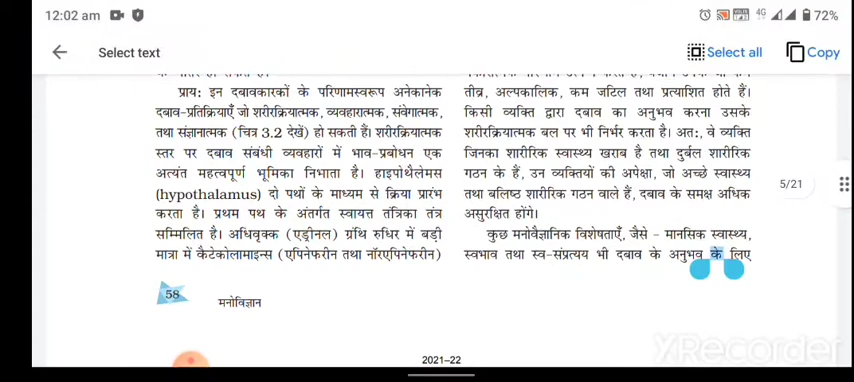 12:02 am
4G
72%
Select text
Select all
Copy
प्राय: इन दबावकारकों के परिणामस्वरूप अनेकानेक
दबाव-प्रतिक्रियाएँ जो शरीरक्रियात्मक, व्यवहारात्मक, संवेगात्मक,
तथा संज्ञानात्मक (चित्र 3.2 देखें) हो सकती हैं। शरीरक्रियात्मक
स्तर पर दबाव संबंधी व्यवहारों में भाव-प्रबोधन एक
अत्यंत महत्वपूर्ण भूमिका निभाता है। हाइपोथैलेमस
(hypothalamus) दो पथों के माध्यम से क्रिया प्रारंभ
करता है। प्रथम पथ के अंतर्गत स्वायत्त तंत्रिका तंत्र
सम्मिलित है। अधिवृक्क (एड्रीनल) ग्रंथि रुधिर में बड़ी
मात्रा में कैटेकोलामाइन्स (एपिनेफरीन तथा नॉरएपिनेफरीन)
तीव्र, अल्पकालिक, कम जटिल तथा प्रत्याशित होते हैं।
किसी व्यक्ति द्वारा दबाव का अनुभव करना उसके
शरीरक्रियात्मक बल पर भी निर्भर करता है। अत:, वे व्यक्ति
जिनका शारीरिक स्वास्थ्य खराब है तथा दुर्बल शारीरिक
गठन के हैं, उन व्यक्तियों की अपेक्षा, जो अच्छे स्वास्थ्य
तथा बलिष्ठ शारीरिक गठन वाले हैं, दबाव के समक्ष अधिक
असुरक्षित होंगे।
कुछ मनोवैज्ञानिक विशेषताएँ, जैसे - मानसिक स्वास्थ्य,
स्वभाव तथा स्व-संप्रत्यय भी दबाव के अनुभव के लिए
5/21
58
मनोविज्ञान
2021-22
XRecorder